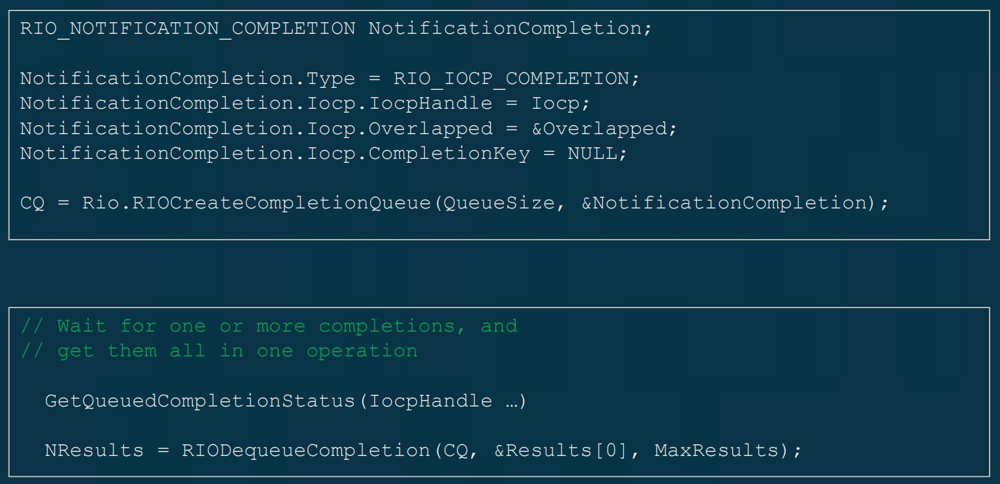 RIO_NOTIFICATION_COMPLETION NotificationCompletion;
NotificationCompletion.Type = RIO_IOCP_COMPLETION;
NotificationCompletion.Iocp.IocpHandle = Iocp;
NotificationCompletion.Iocp.Overlapped = &Overlapped;
NotificationCompletion.Iocp.CompletionKey = NULL;
CQ = Rio.RIOCreateCompletionQueue(QueueSize, &NotificationCompletion);
// Wait for one or more completions, and
// get them all in one operation
GetQueuedCompletionStatus(IocpHandle …)
NResults = RIODequeueCompletion(CQ, &Results[0], MaxResults);